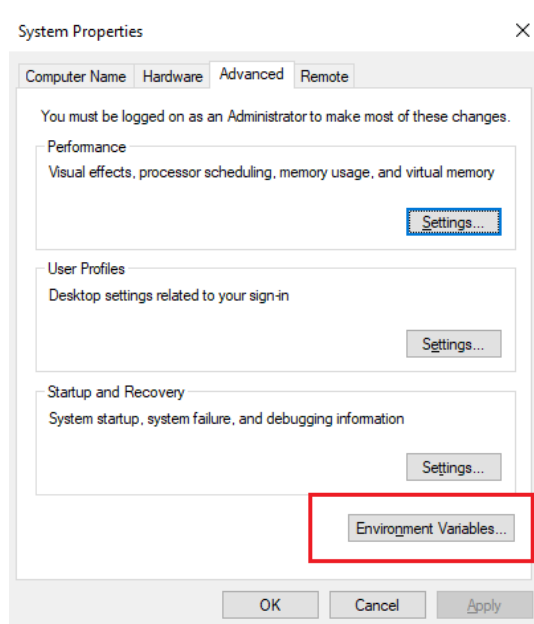 System Properties
Computer Name Hardware Advanced Remote
You must be logged on as an Administrator to make most of these changes.
Performance
Visual effects, processor scheduling, memory usage, and virtual memory
Settings...
User Profiles
Desktop settings related to your sign-in
Settings...
Startup and Recovery
System startup, system failure, and debugging information
Settings...
Environment Variables...
OK Cancel Apply